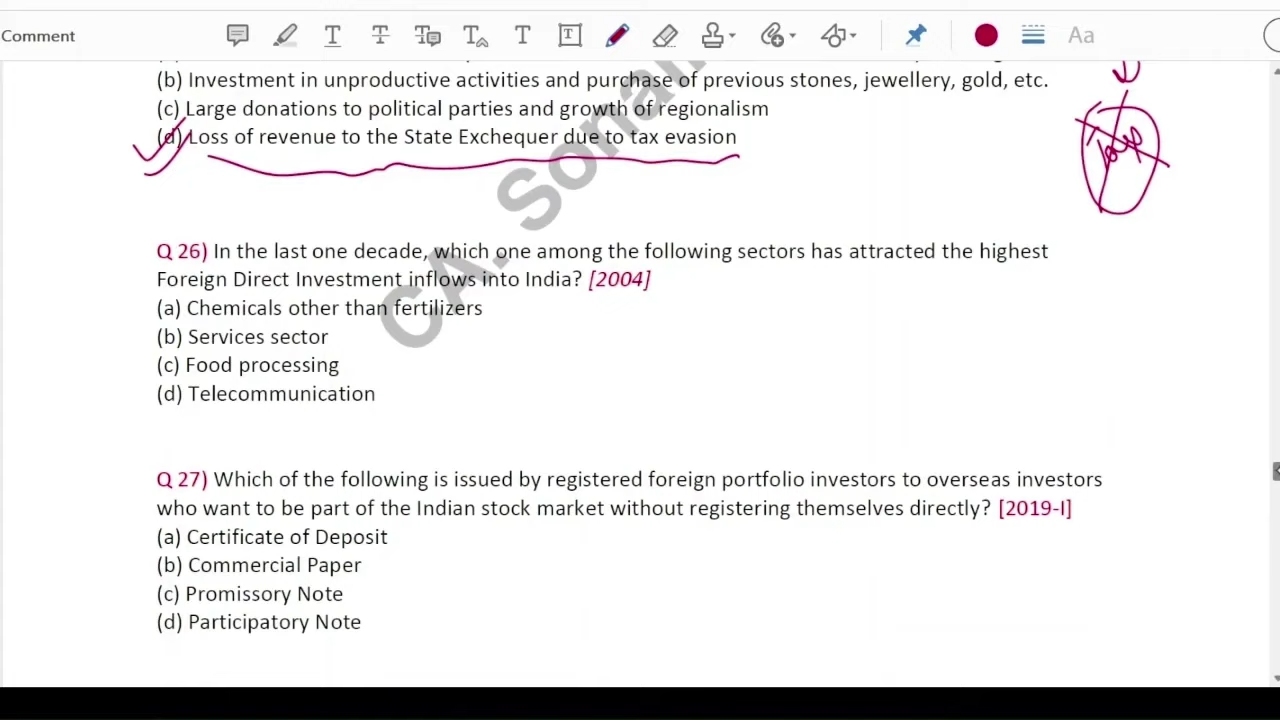 Comment
Aa
(b) Investment in unproductive activities and purchase of previous stones, jewellery, gold, etc.
(c) Large donations to political parties and growth of regionalism
(d) Loss of revenue to the State Exchequer due to tax evasion
CA. Sonali
Q 26) In the last one decade, which one among the following sectors has attracted the highest
Foreign Direct Investment inflows into India? [2004]
(a) Chemicals other than fertilizers
(b) Services sector
(c) Food processing
(d) Telecommunication
Q 27) Which of the following is issued by registered foreign portfolio investors to overseas investors
who want to be part of the Indian stock market without registering themselves directly? [2019-I]
(a) Certificate of Deposit
(b) Commercial Paper
(c) Promissory Note
(d) Participatory Note